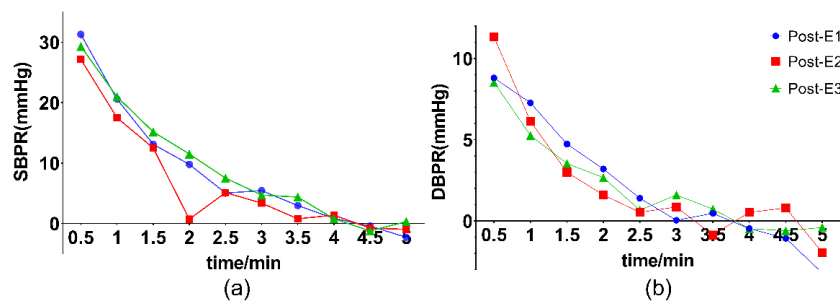 SBPR(mmHg)
30
20
10
0
0.5 1 1.5 2 2.5 3 3.5 4 4.5 5
time/min
(a)
DBPR(mmHg)
10
5
0
0.5 1 1.5 2 2.5 3 3.5 4 4.5 5
time/min
(b)
Post-E1
Post-E2
Post-E3